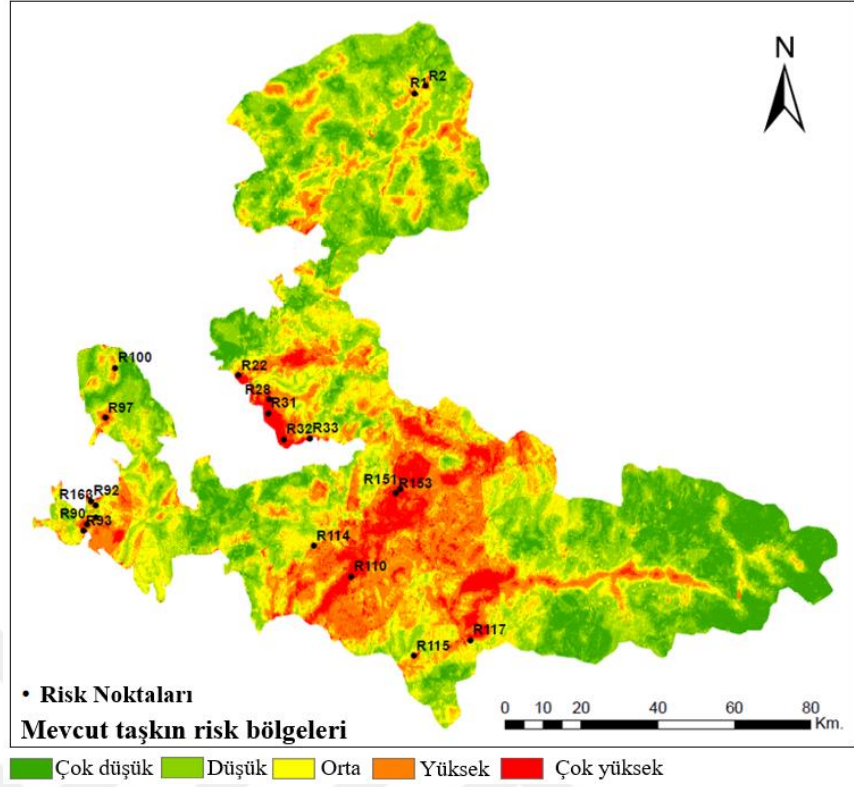 N
R1 R2
R100
R22
R97
R28
R31
R32 R33
R151 R153
R163 R92
R90 R93
R114
R110
R117
R115
• Risk Noktaları
Mevcut taşkın risk bölgeleri
0 10 20 40 60 80
Km.
Çok düşük Düşük Orta Yüksek Çok yüksek